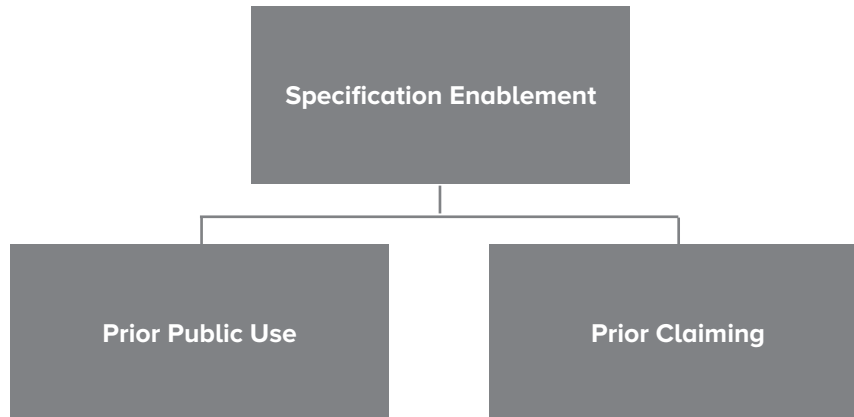 Specification Enablement
Prior Public Use
Prior Claiming